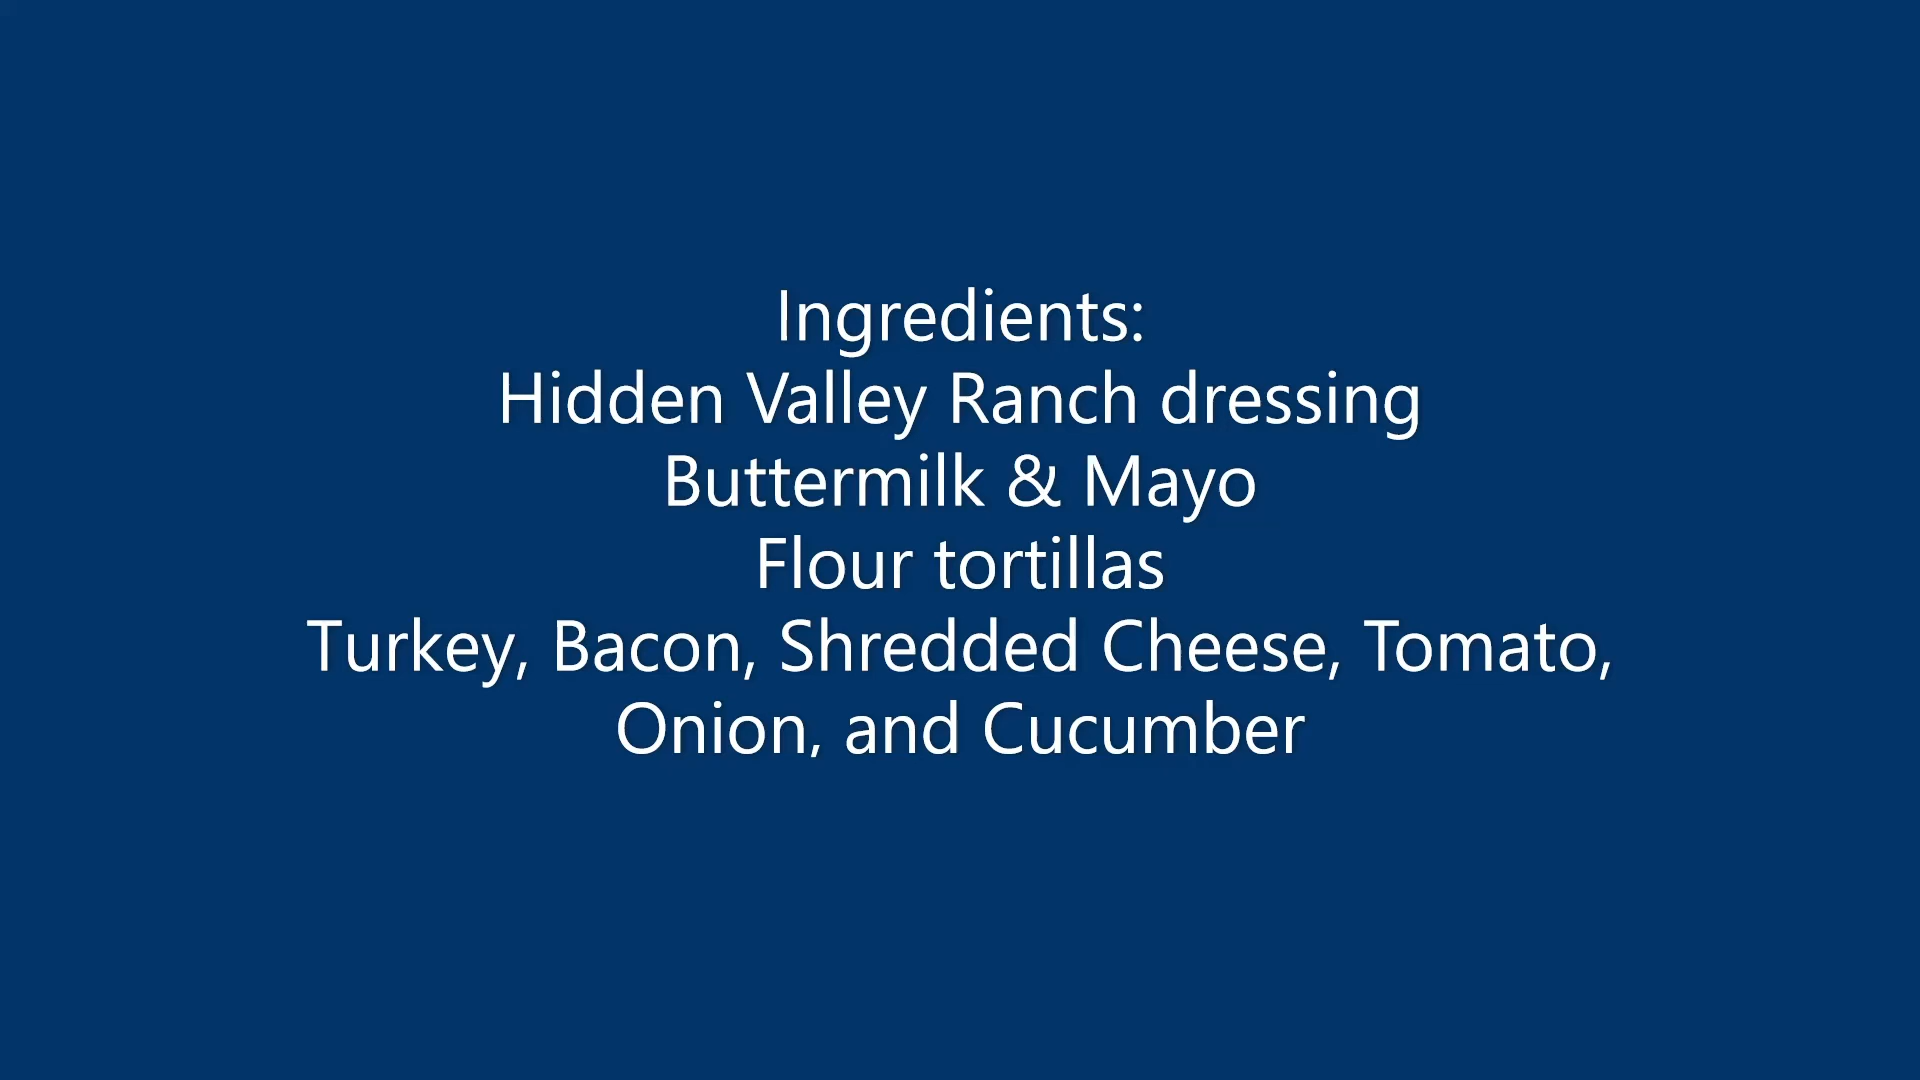 Ingredients:
Hidden Valley Ranch dressing
Buttermilk & Mayo
Flour tortillas
Turkey, Bacon, Shredded Cheese, Tomato,
Onion, and Cucumber